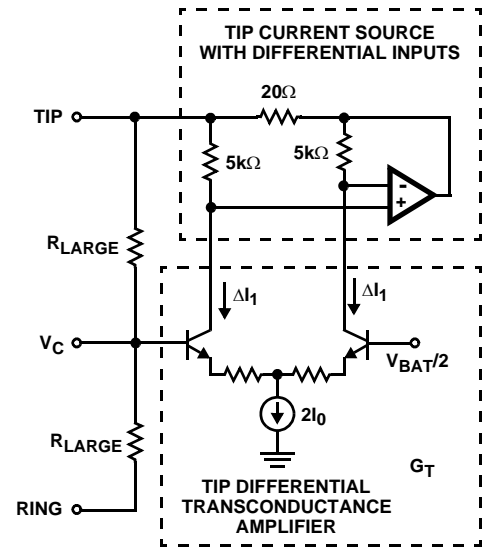 TIP CURRENT SOURCE
WITH DIFFERENTIAL INPUTS
20Ω
TIP
5kΩ
5kΩ
-
+
RLARGE
ΔI1
ΔI1
VC
VBAT/2
RLARGE
2I0
GT
RING
TIP DIFFERENTIAL
TRANSCONDUCTANCE
AMPLIFIER